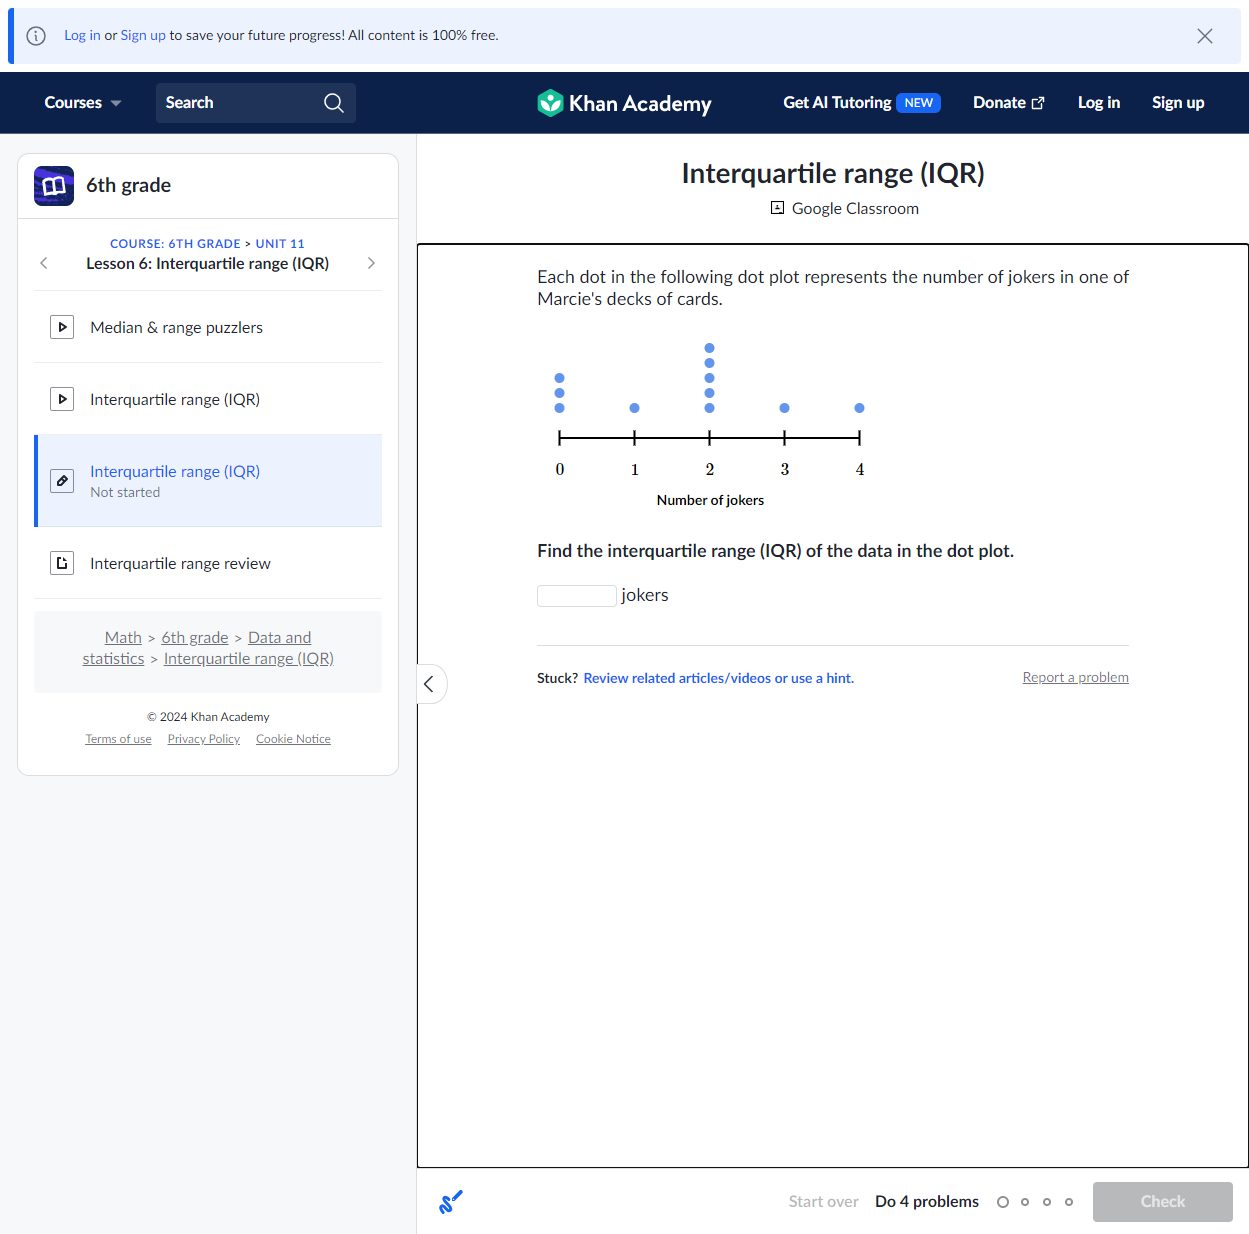 Log in or Sign up to save your future progress! All content is 100% free.
Courses
Search
Khan Academy
Get AI Tutoring NEW
Donate
Log in
Sign up
6th grade
COURSE: 6TH GRADE > UNIT 11
Lesson 6: Interquartile range (IQR)
Median & range puzzlers
Interquartile range (IQR)
Interquartile range (IQR)
Not started
Interquartile range review
Math > 6th grade > Data and
statistics > Interquartile range (IQR)
© 2024 Khan Academy
Terms of use Privacy Policy Cookie Notice
Interquartile range (IQR)
Google Classroom
Each dot in the following dot plot represents the number of jokers in one of
Marcie's decks of cards.
0 1 2 3 4
Number of jokers
Find the interquartile range (IQR) of the data in the dot plot.
jokers
Stuck? Review related articles/videos or use a hint.
Report a problem
Start over
Do 4 problems
Check